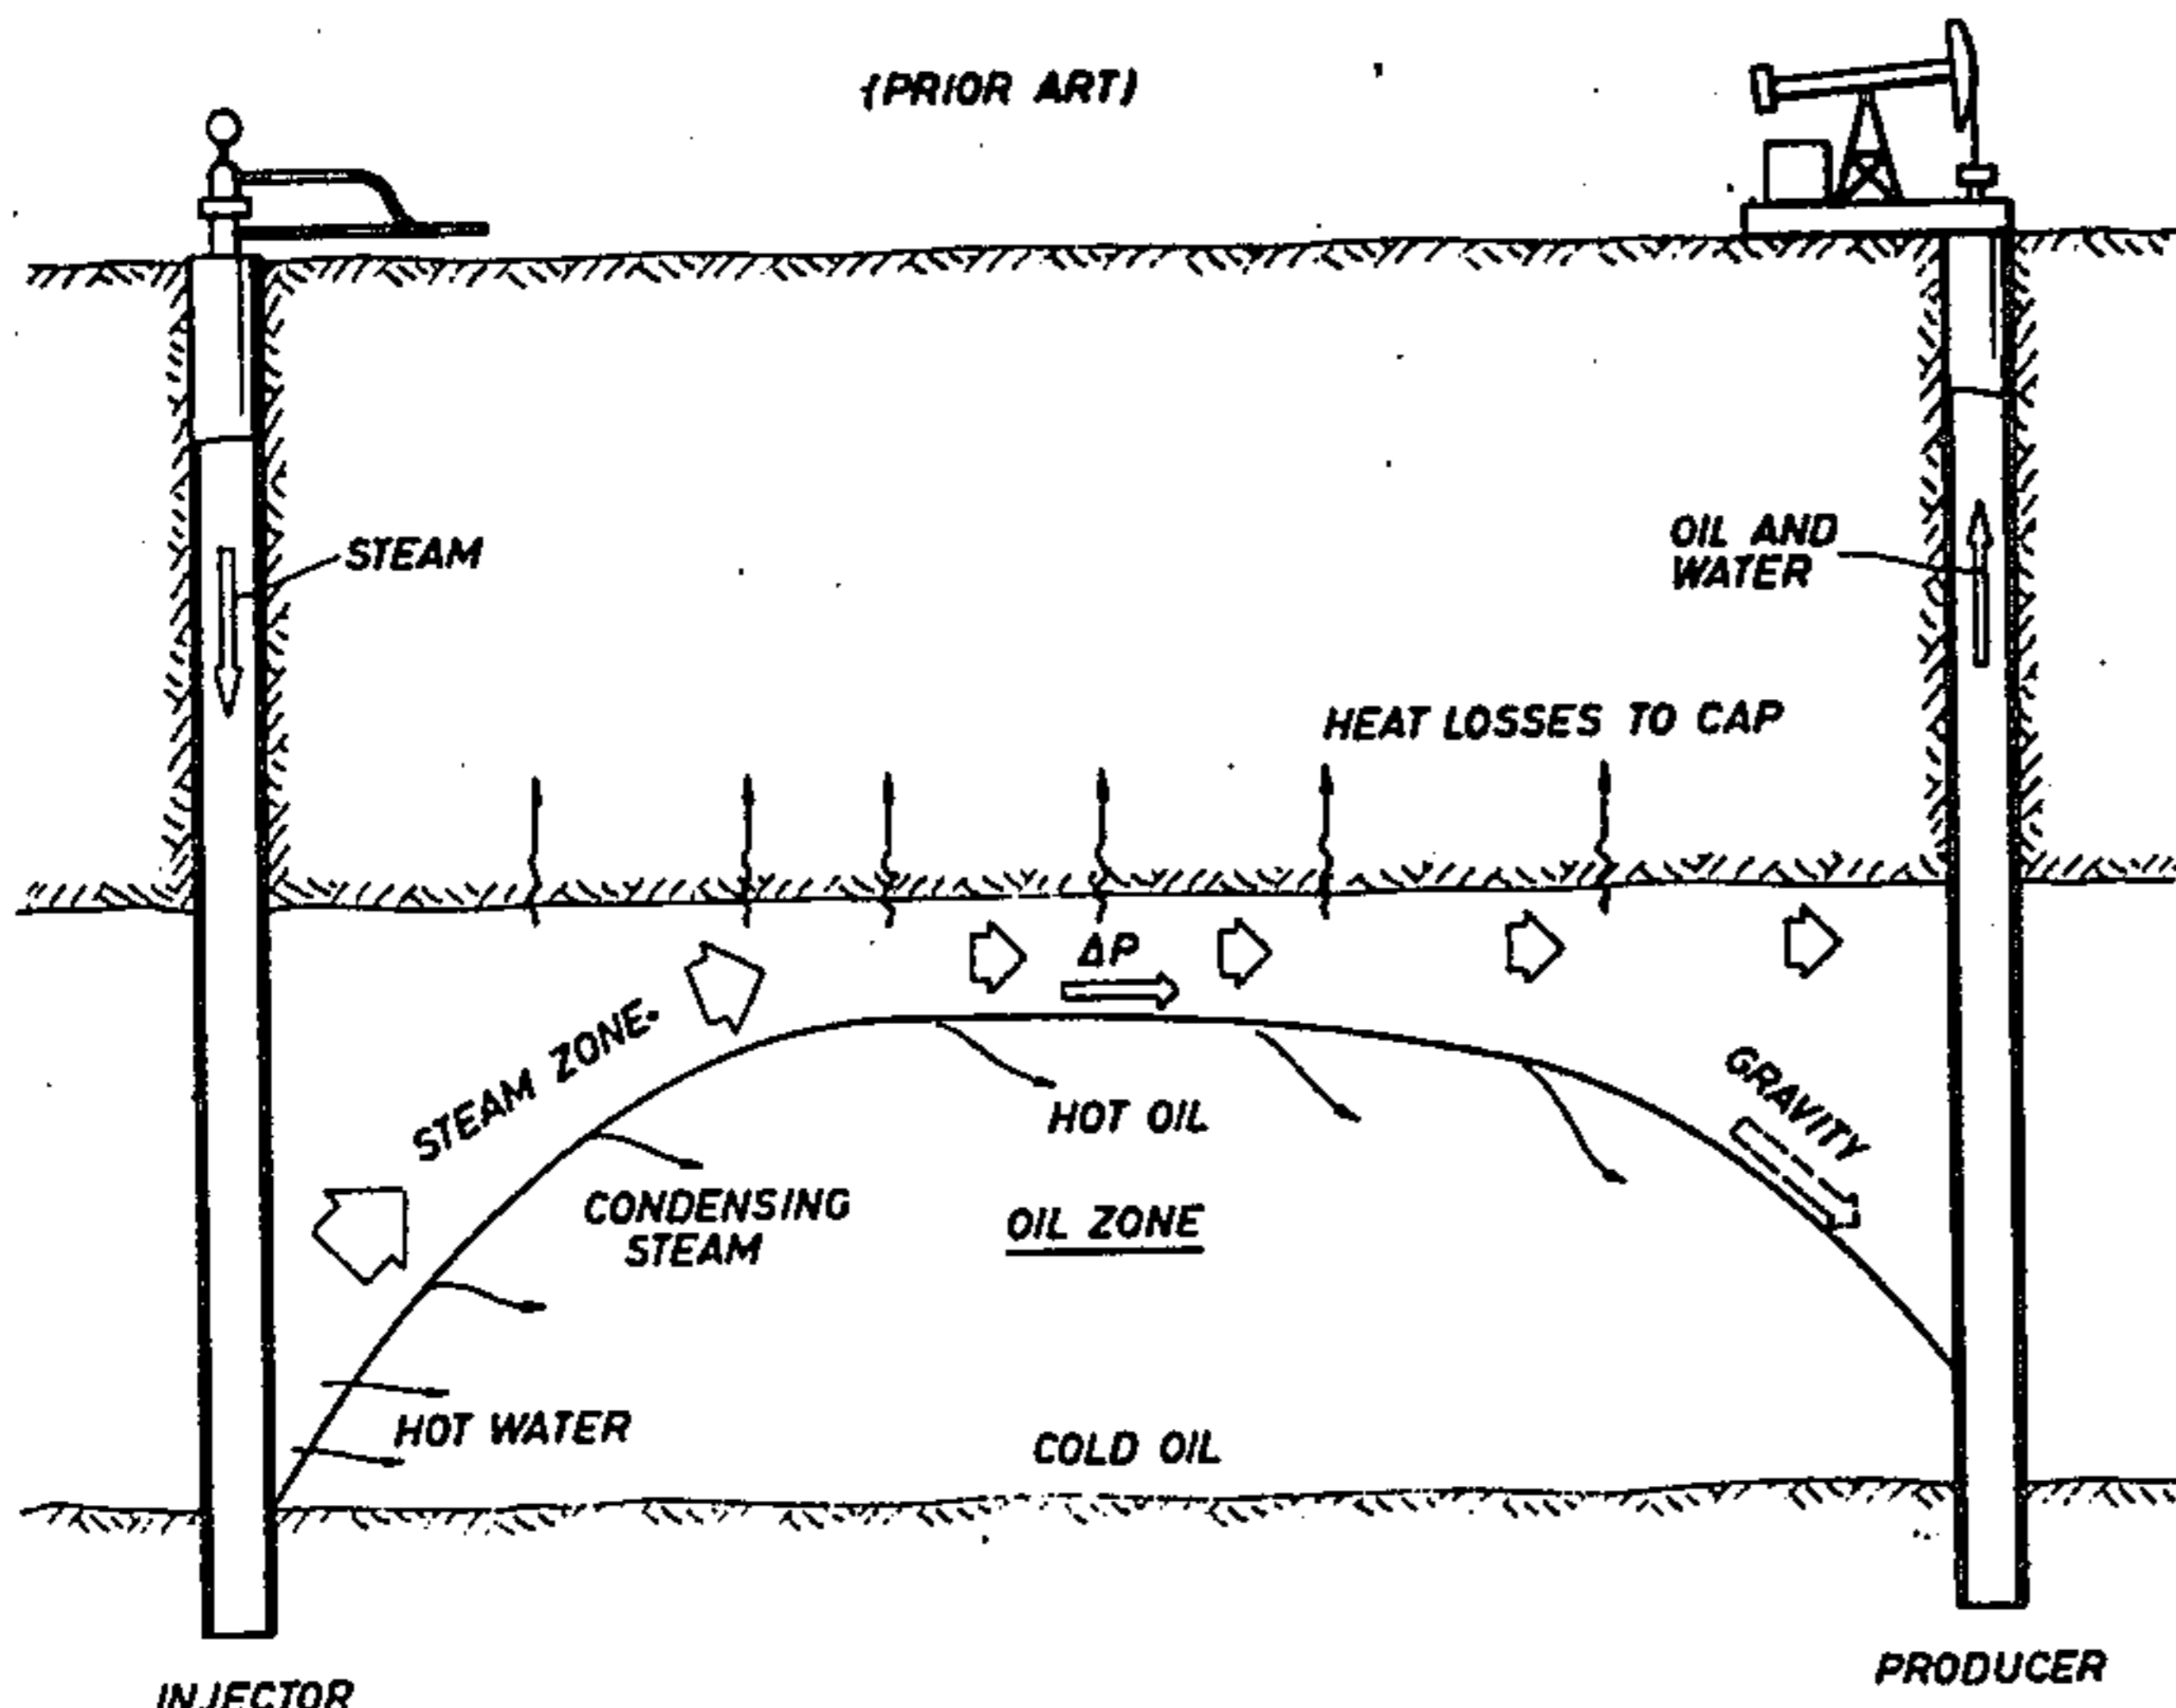 (PRIOR ART)
STEAM
OIL AND
WATER
HEAT LOSSES TO CAP
ΔP
STEAM ZONE
GRAVITY
HOT OIL
CONDENSING
STEAM
OIL ZONE
HOT WATER
COLD OIL
INJECTOR
PRODUCER